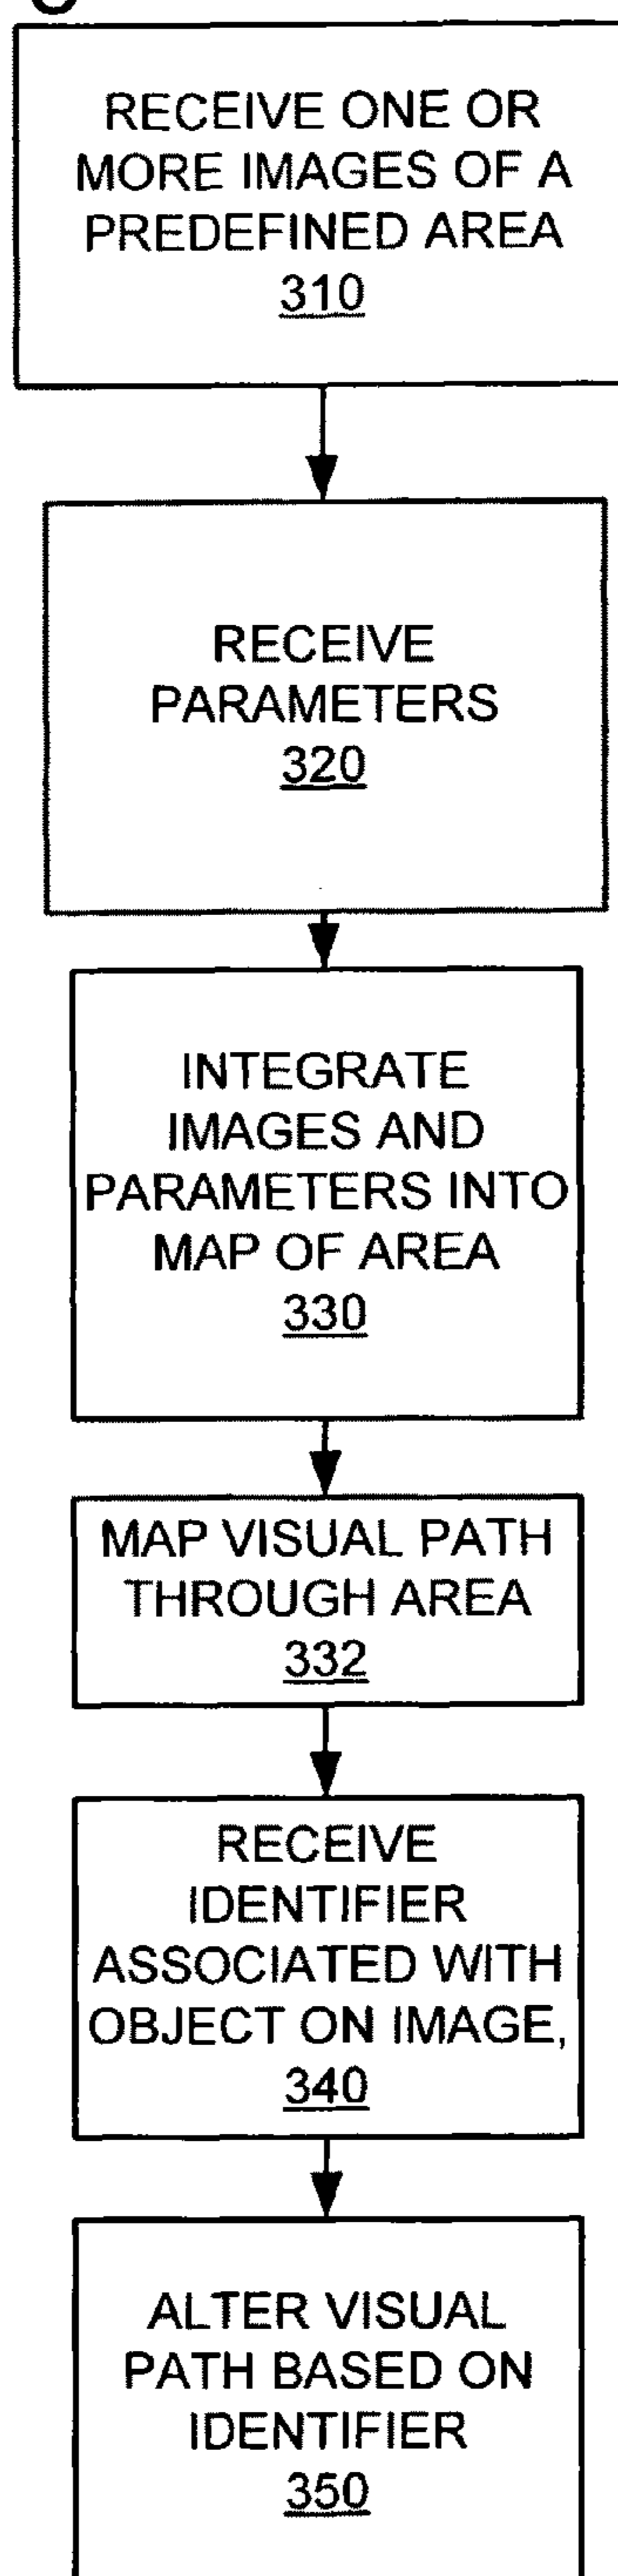 RECEIVE ONE OR
MORE IMAGES OF A
PREDEFINED AREA
310
RECEIVE
PARAMETERS
320
INTEGRATE
IMAGES AND
PARAMETERS INTO
MAP OF AREA
330
MAP VISUAL PATH
THROUGH AREA
332
RECEIVE
IDENTIFIER
ASSOCIATED WITH
OBJECT ON IMAGE,
340
ALTER VISUAL
PATH BASED ON
IDENTIFIER
350